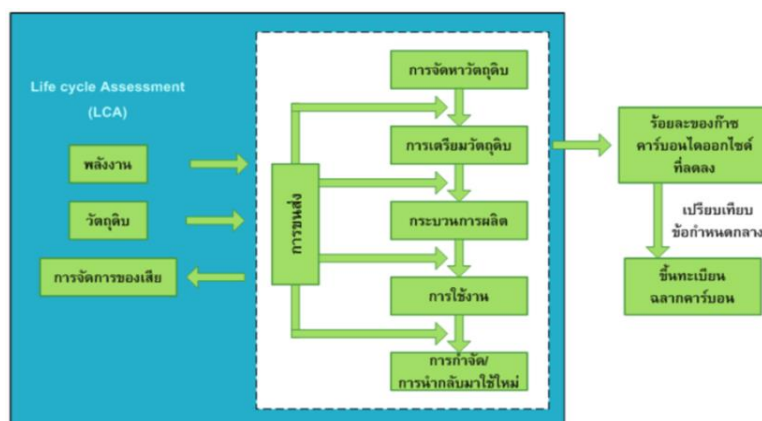 Life cycle Assessment
(LCA)
พลังงาน
วัตถุดิบ
การจัดการของเสีย
การขนส่ง
การจัดหาวัตถุดิบ
การเตรียมวัตถุดิบ
กระบวนการผลิต
การใช้งาน
การกำจัด/
การนำกลับมาใช้ใหม่
ร้อยละของก๊าซ
คาร์บอนไดออกไซด์
ที่ลดลง
เปรียบเทียบ
ข้อกำหนดกลาง
ขึ้นทะเบียน
ฉลากคาร์บอน